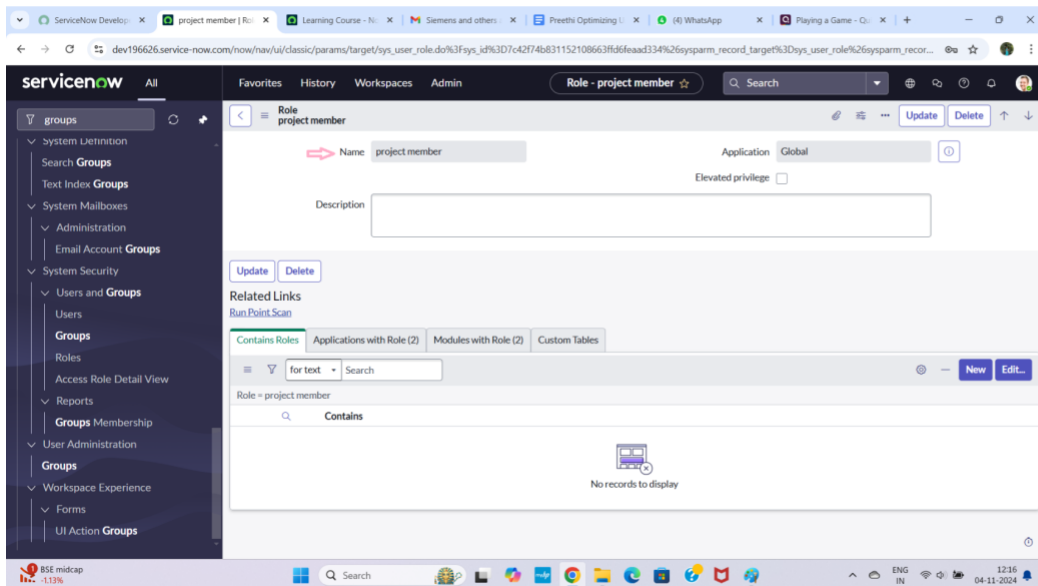 ServiceNow Develop
project member | Ro
Learning Course - No
Siemens and others
Preethi Optimizing U
(4) WhatsApp
Playing a Game - Qu
dev196626.service-now.com/now/nav/ui/classic/params/target/sys_user_role.do%3Fsys_id%3D7c42f74b831152108663ffd6feaad334%26sysparm_record_target%3Dsys_user_role%26sysparm_recor...
servicenow All Favorites History Workspaces Admin Role - project member Search
groups
System Definition
Search Groups
Text Index Groups
System Mailboxes
Administration
Email Account Groups
System Security
Users and Groups
Users
Groups
Roles
Access Role Detail View
Reports
Groups Membership
User Administration
Groups
Workspace Experience
Forms
UI Action Groups
Role
project member
Update Delete
Name project member Application Global
Elevated privilege
Description
Update Delete
Related Links
Run Point Scan
Contains Roles Applications with Role (2) Modules with Role (2) Custom Tables
for text Search New Edit...
Role = project member
Contains
No records to display
1
BSE midcap
-1.13%
Search
ENG
IN
12:16
04-11-2024